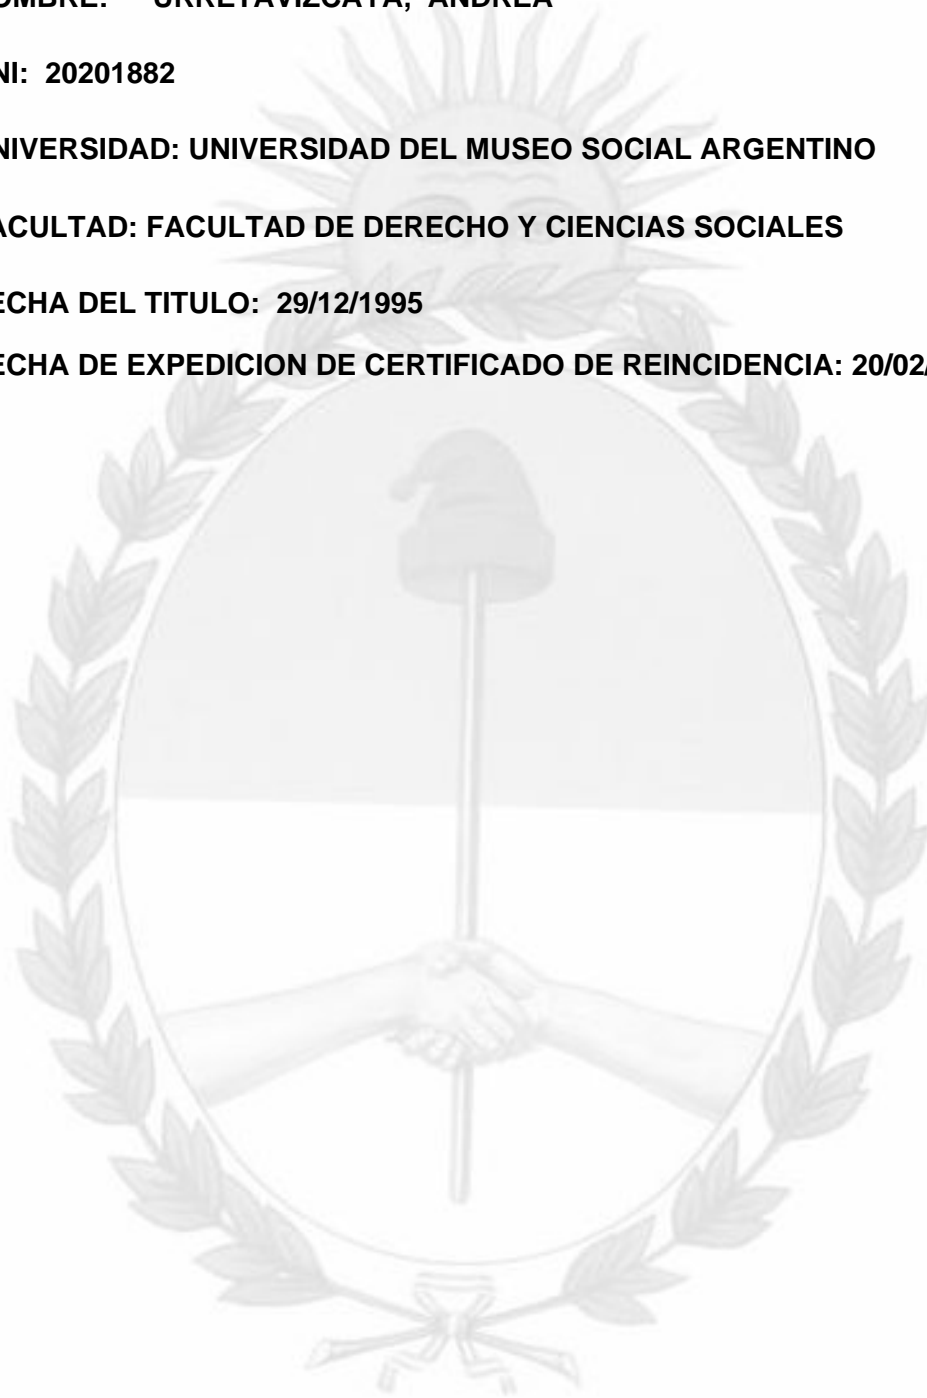 OMBRE: URRETAVIZCAYA, ANDREA
NI: 20201882
NIVERSIDAD: UNIVERSIDAD DEL MUSEO SOCIAL ARGENTINO
ACULTAD: FACULTAD DE DERECHO Y CIENCIAS SOCIALES
ECHA DEL TITULO: 29/12/1995
ECHA DE EXPEDICION DE CERTIFICADO DE REINCIDENCIA: 20/02/